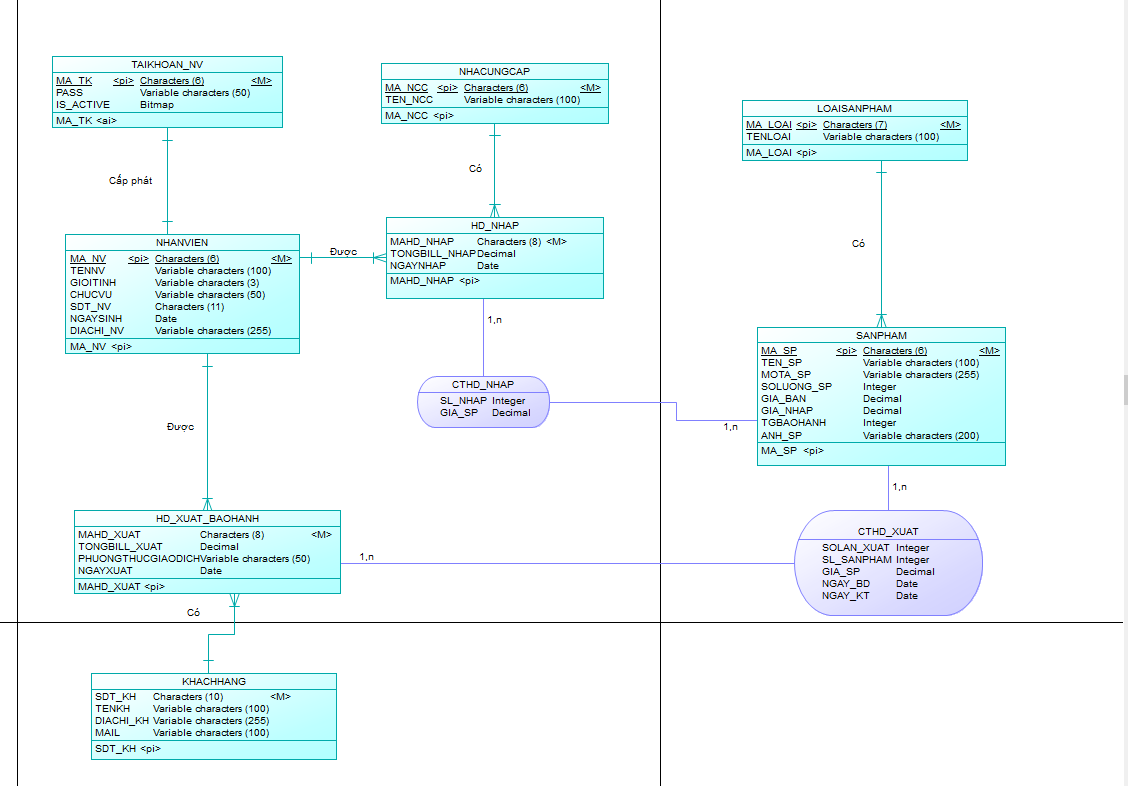 TAIKHOAN_NV
MA_TK <pi> Characters (6) <M>
PASS Variable characters (50)
IS_ACTIVE Bitmap
MA_TK <ai>
NHACUNGCAP
MA_NCC <pi> Characters (6) <M>
TEN_NCC Variable characters (100)
MA_NCC <pi>
LOAISANPHAM
MA_LOAI <pi> Characters (7) <M>
TENLOAI Variable characters (100)
MA_LOAI <pi>
Cấp phát
Có
Có
NHANVIEN
MA_NV <pi> Characters (6) <M>
TENNV Variable characters (100)
GIOITINH Variable characters (3)
CHUCVU Variable characters (50)
SDT_NV Characters (11)
NGAYSINH Date
DIACHI_NV Variable characters (255)
MA_NV <pi>
Được
HD_NHAP
MAHD_NHAP Characters (8) <M>
TONGBILL_NHAP Decimal
NGAYNHAP Date
MAHD_NHAP <pi>
1,n
CTHD_NHAP
SL_NHAP Integer
GIA_SP Decimal
1,n
SANPHAM
MA_SP <pi> Characters (6) <M>
TEN_SP Variable characters (100)
MOTA_SP Variable characters (255)
SOLUONG_SP Integer
GIA_BAN Decimal
GIA_NHAP Decimal
TGBAOHANH Integer
ANH_SP Variable characters (200)
MA_SP <pi>
Được
1,n
HD_XUAT_BAOHANH
MAHD_XUAT Characters (8) <M>
TONGBILL_XUAT Decimal
PHUONGTHUCGIAODICH Variable characters (50)
NGAYXUAT Date
MAHD_XUAT <pi>
1,n
CTHD_XUAT
SOLAN_XUAT Integer
SL_SANPHAM Integer
GIA_SP Decimal
NGAY_BD Date
NGAY_KT Date
Có
KHACHHANG
SDT_KH Characters (10) <M>
TENKH Variable characters (100)
DIACHI_KH Variable characters (255)
MAIL Variable characters (100)
SDT_KH <pi>